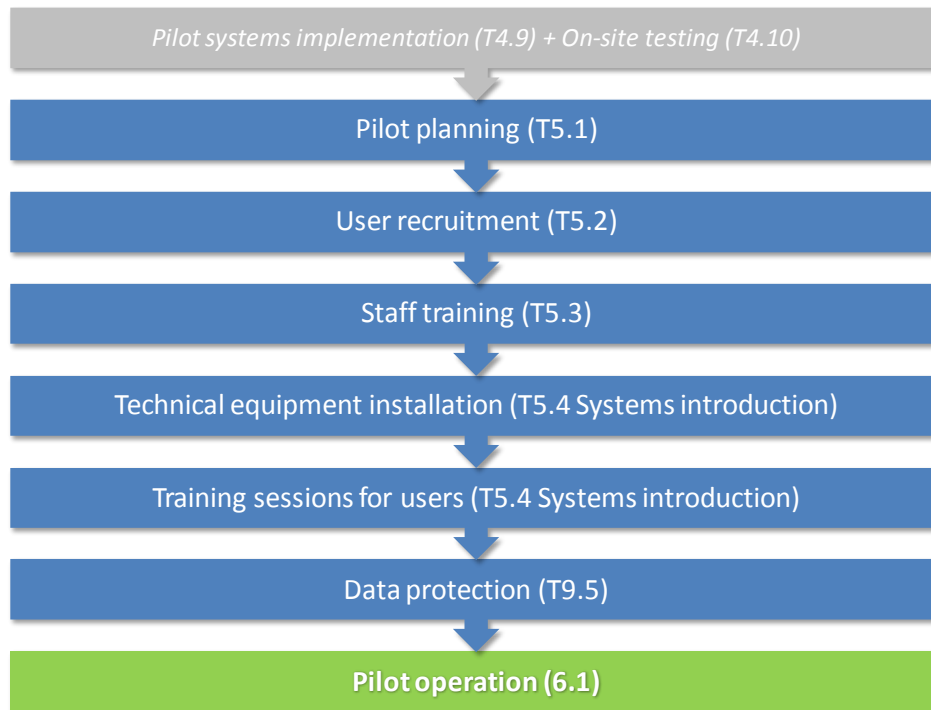 Pilot systems implementation (T4.9) + On-site testing (T4.10)
Pilot planning (T5.1)
User recruitment (T5.2)
Staff training (T5.3)
Technical equipment installation (T5.4 Systems introduction)
Training sessions for users (T5.4 Systems introduction)
Data protection (T9.5)
Pilot operation (6.1)